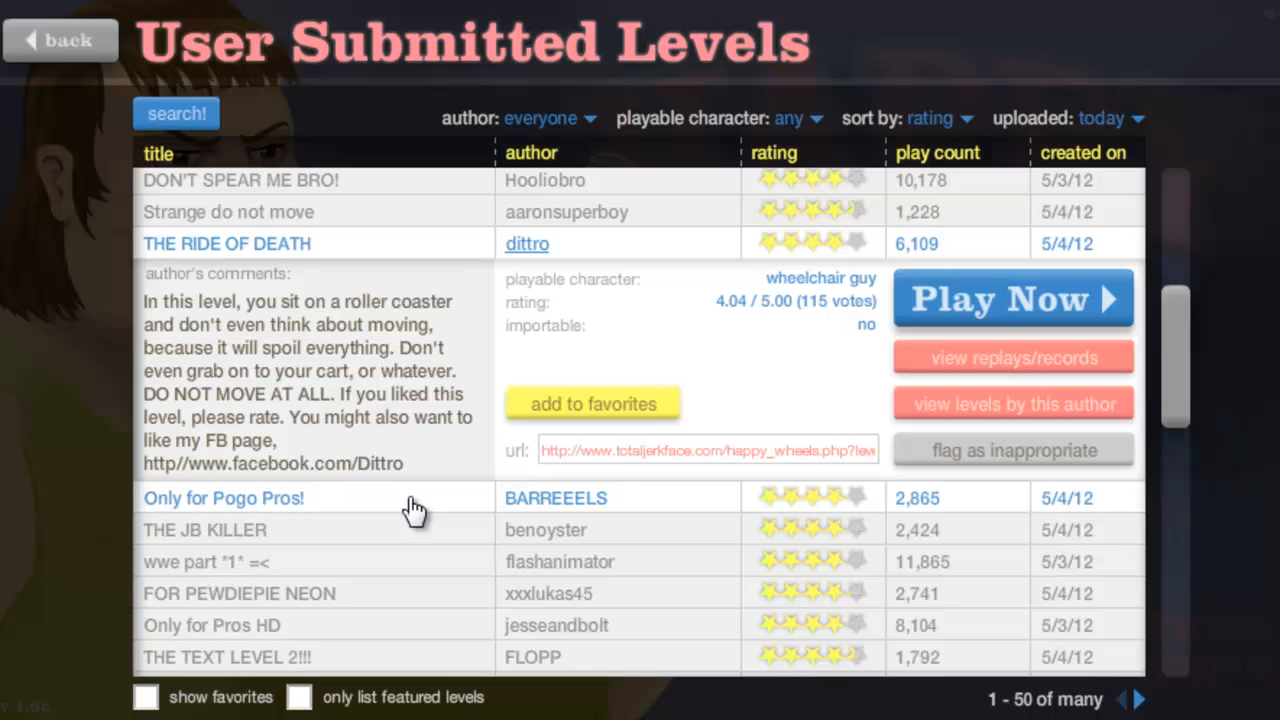 back
User Submitted Levels
search!
author: everyone playable character: any sort by: rating uploaded: today
title author rating play count created on
DON'T SPEAR ME BRO! Hooliobro 10,178 5/3/12
Strange do not move aaronsuperboy 1,228 5/4/12
THE RIDE OF DEATH dittro 6,109 5/4/12
author's comments:
In this level, you sit on a roller coaster
and don't even think about moving,
because it will spoil everything. Don't
even grab on to your cart, or whatever.
DO NOT MOVE AT ALL. If you liked this
level, please rate. You might also want to
like my FB page,
http//www.facebook.com/Dittro
playable character: wheelchair guy
rating: 4.04 / 5.00 (115 votes)
importable: no
add to favorites
url: http://www.totaljerkface.com/happy_wheels.php?leve
Play Now
view replays/records
view levels by this author
flag as inappropriate
Only for Pogo Pros! BARREEELS 2,865 5/4/12
THE JB KILLER benoyster 2,424 5/4/12
wwe part *1* =< flashanimator 11,865 5/3/12
FOR PEWDIEPIE NEON xxxlukas45 2,741 5/4/12
Only for Pros HD jesseandbolt 8,104 5/3/12
THE TEXT LEVEL 2!!! FLOPP 1,792 5/4/12
show favorites only list featured levels 1 - 50 of many